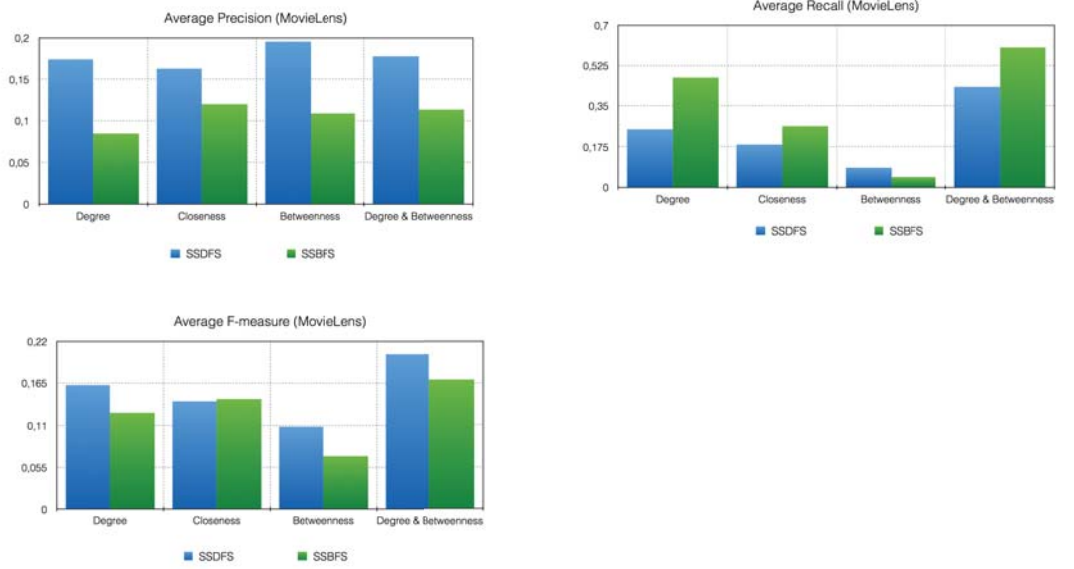 Average Precision (MovieLens)
0,2
0,15
0,1
0,05
0
Degree
Closeness
Betweenness
Degree & Betweenness
SSDFS
SSBFS
Average Recall (MovieLens)
0,7
0,525
0,35
0,175
0
Degree
Closeness
Betweenness
Degree & Betweenness
SSDFS
SSBFS
Average F-measure (MovieLens)
0,22
0,165
0,11
0,055
0
Degree
Closeness
Betweenness
Degree & Betweenness
SSDFS
SSBFS